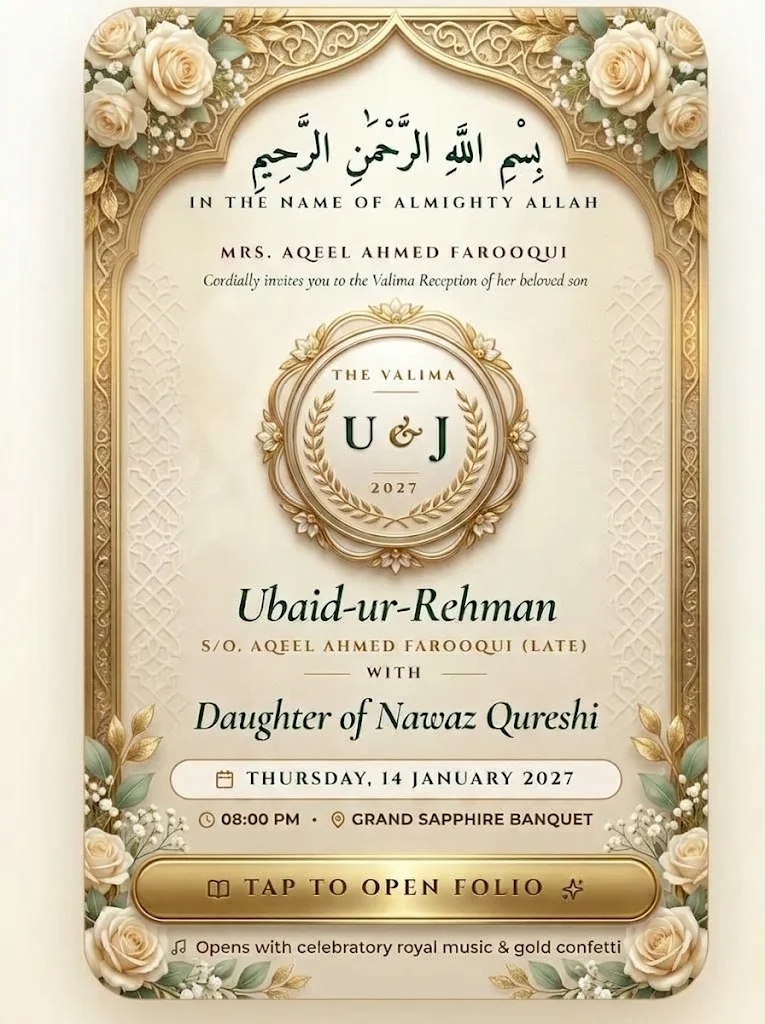 بِسْمِ اللَّهِ الرَّحْمَٰنِ الرَّحِيمِ
IN THE NAME OF ALMIGHTY ALLAH
MRS. AQEEL AHMED FAROOQUI
Cordially invites you to the Valima Reception of her beloved son
THE VALIMA
U & J
2027
Ubaid-ur-Rehman
S/O. AQEEL AHMED FAROOQUI (LATE)
WITH
Daughter of Nawaz Qureshi
THURSDAY, 14 JANUARY 2027
08:00 PM • GRAND SAPPHIRE BANQUET
TAP TO OPEN FOLIO
Opens with celebratory royal music & gold confetti